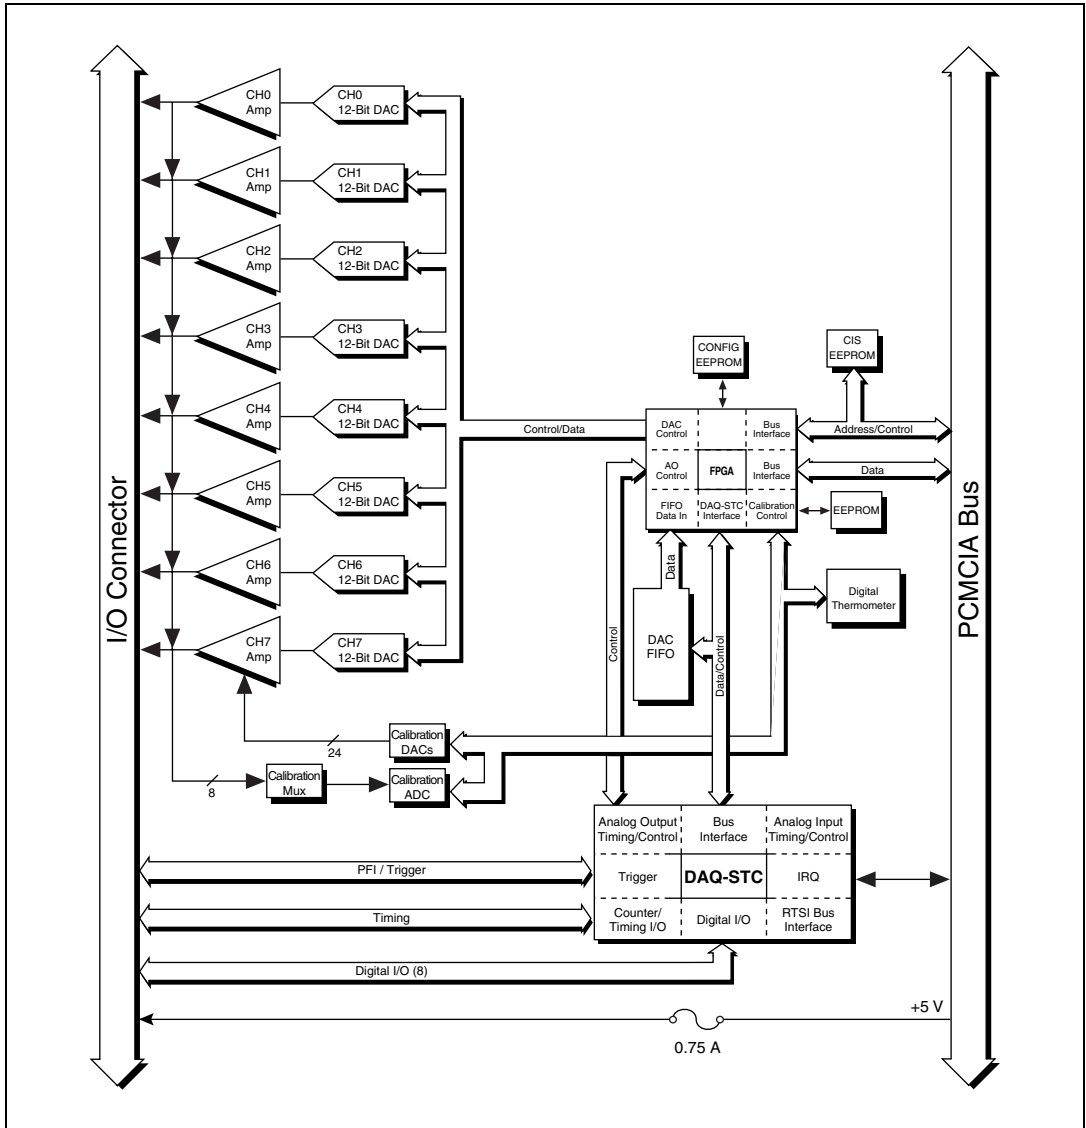 CH0
Amp
CH0
12-Bit DAC
CH1
Amp
CH1
12-Bit DAC
CH2
Amp
CH2
12-Bit DAC
CH3
Amp
CH3
12-Bit DAC
CH4
Amp
CH4
12-Bit DAC
CH5
Amp
CH5
12-Bit DAC
CH6
Amp
CH6
12-Bit DAC
CH7
Amp
CH7
12-Bit DAC
I/O Connector
PCMCIA Bus
CONFIG
EEPROM
CIS
EEPROM
Control/Data
DAC
Control
Bus
Interface
Address/Control
AO
Control
FPGA
Bus
Interface
Data
FIFO
Data In
DAQ-STC
Interface
Calibration
Control
EEPROM
Data
Digital
Thermometer
DAC
FIFO
Control
Data/Control
24
Calibration
DACs
8
Calibration
Mux
Calibration
ADC
Analog Output
Timing/Control
Bus
Interface
Analog Input
Timing/Control
PFI / Trigger
Trigger
DAQ-STC
IRQ
Timing
Counter/
Timing I/O
Digital I/O
RTSI Bus
Interface
Digital I/O (8)
+5 V
0.75 A